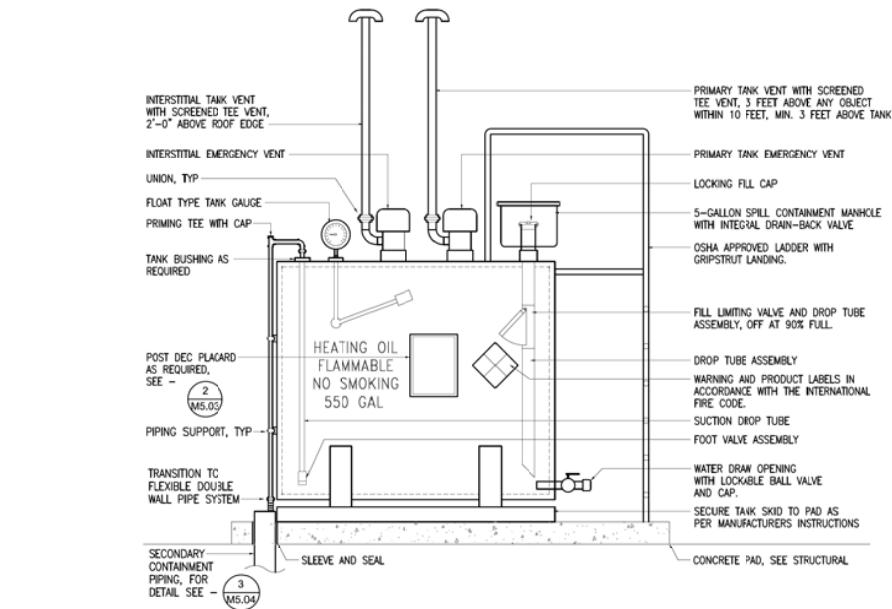 INTERSTITIAL TANK VENT
WITH SCREENED TEE VENT,
2'-0" ABOVE ROOF EDGE
INTERSTITIAL EMERGENCY VENT
UNION, TYP
FLOAT TYPE TANK GAUGE
PRIMING TEE WITH CAP
TANK BUSHING AS
REQUIRED
POST DEC PLACARD
AS REQUIRED,
SEE -
2
M5.03
PIPING SUPPORT, TYP
TRANSITION TO
FLEXIBLE DOUBLE
WALL PIPE SYSTEM
SECONDARY
CONTAINMENT
PIPING, FOR
DETAIL SEE -
3
M5.04
SLEEVE AND SEAL
HEATING OIL
FLAMMABLE
NO SMOKING
550 GAL
PRIMARY TANK VENT WITH SCREENED
TEE VENT, 3 FEET ABOVE ANY OBJECT
WITHIN 10 FEET, MIN. 3 FEET ABOVE TANK
PRIMARY TANK EMERGENCY VENT
LOCKING FILL CAP
5-GALLON SPILL CONTAINMENT MANHOLE
WITH INTEGRAL DRAIN-BACK VALVE
OSHA APPROVED LADDER WITH
GRIPSTRUT LANDING.
FILL LIMITING VALVE AND DROP TUBE
ASSEMBLY, OFF AT 90% FULL.
DROP TUBE ASSEMBLY
WARNING AND PRODUCT LABELS IN
ACCORDANCE WITH THE INTERNATIONAL
FIRE CODE.
SUCTION DROP TUBE
FOOT VALVE ASSEMBLY
WATER DRAW OPENING
WITH LOCKABLE BALL VALVE
AND CAP.
SECURE TANK SKID TO PAD AS
PER MANUFACTURERS INSTRUCTIONS
CONCRETE PAD, SEE STRUCTURAL